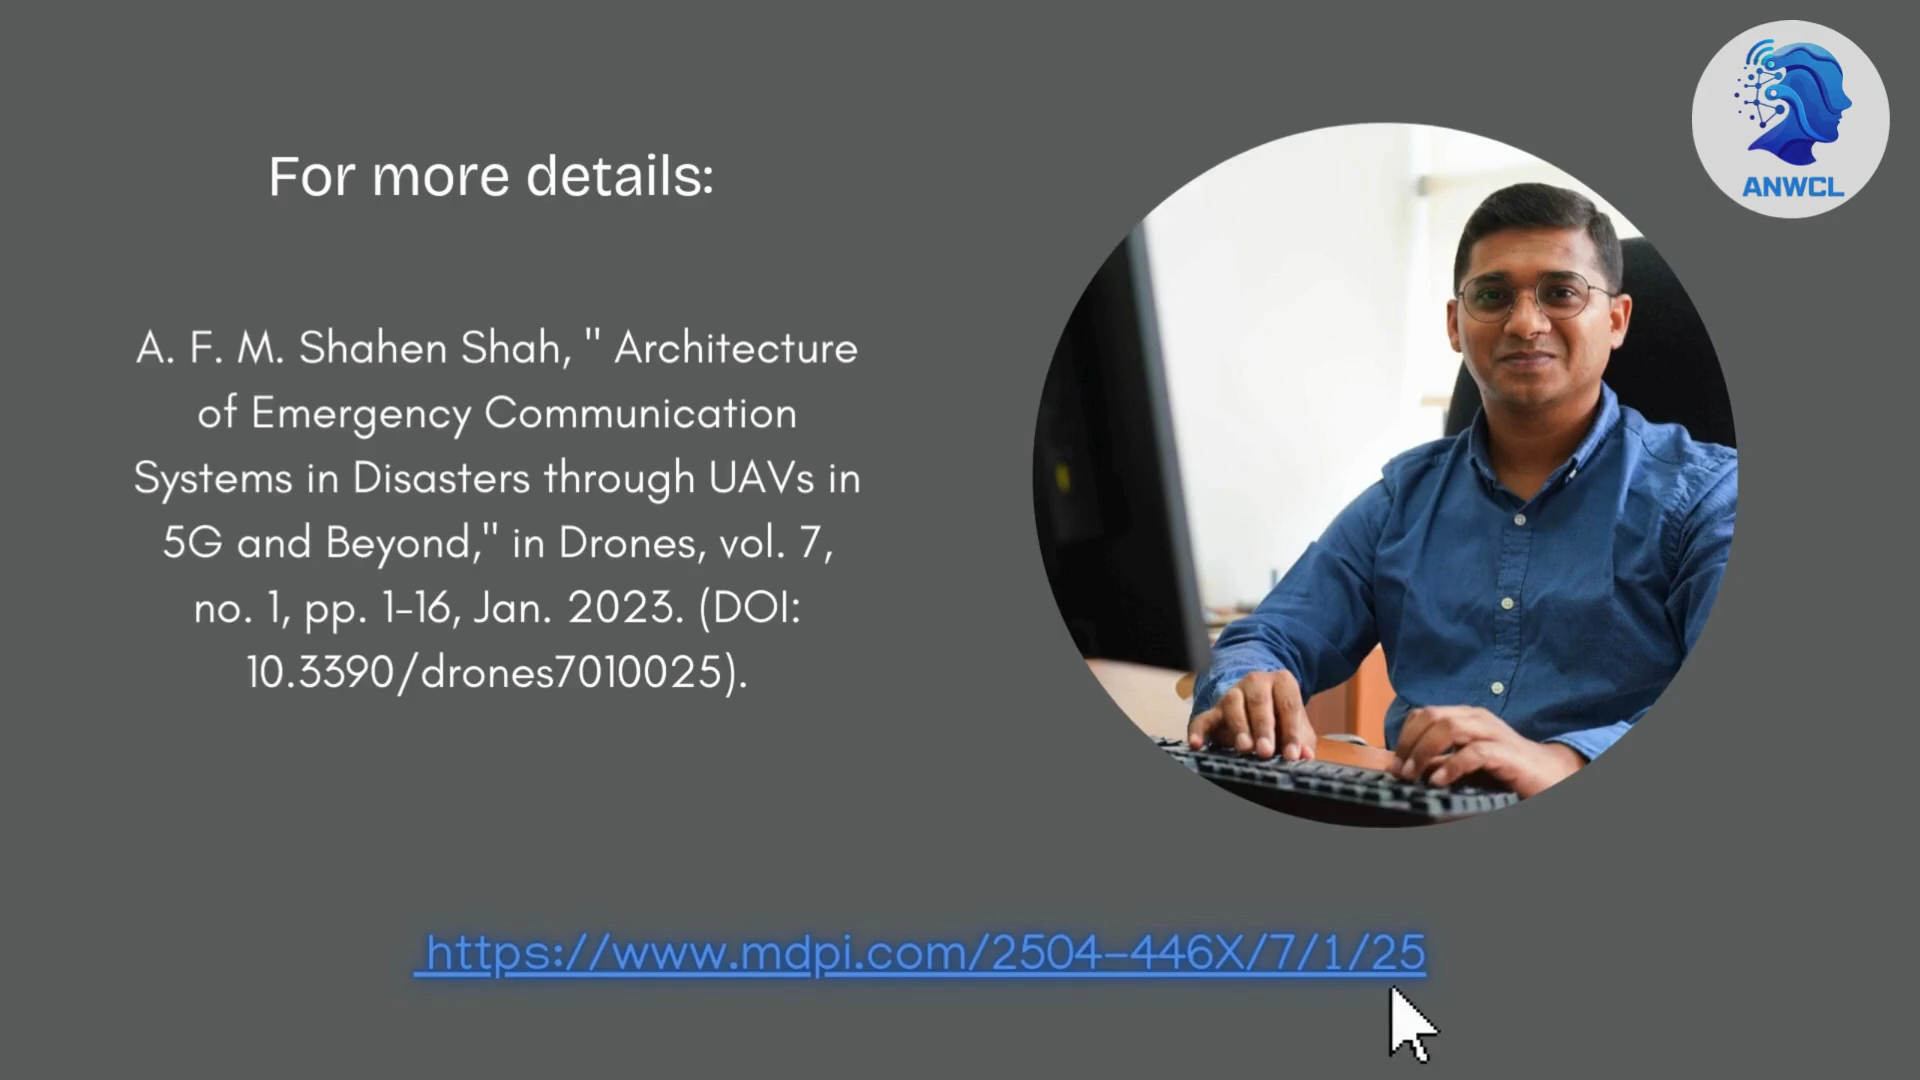 ANWCL
For more details:
A. F. M. Shahen Shah, " Architecture
of Emergency Communication
Systems in Disasters through UAVs in
5G and Beyond," in Drones, vol. 7,
no. 1, pp. 1-16, Jan. 2023. (DOI:
10.3390/drones7010025).
https://www.mdpi.com/2504-446X/7/1/25